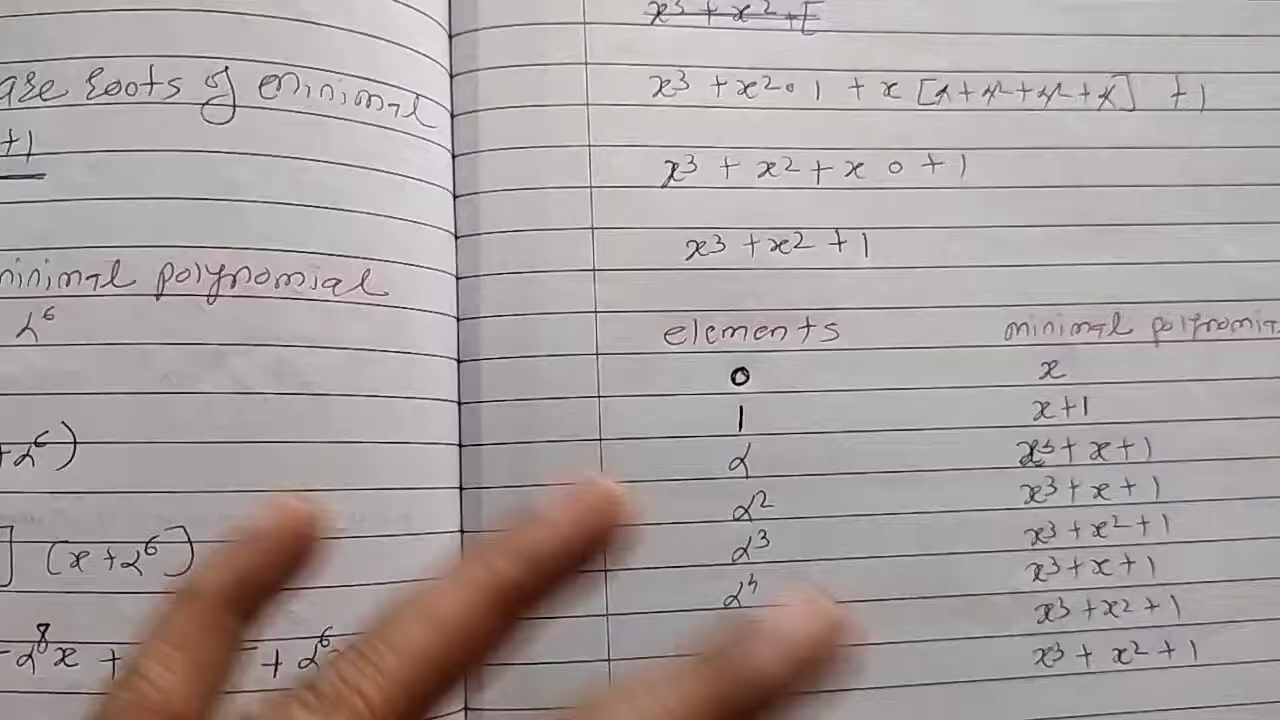 are roots of minimal
+1
minimal polynomial
α⁶
+α⁶)
] (x+α⁶)
α⁸x + + α⁶
x³ + x² + [
x³ + x² · 1 + x [α + α² + α² + α] + 1
x³ + x² + x 0 + 1
x³ + x² + 1
elements minimal polynomia
0 x
1 x+1
α x³ + x + 1
α² x³ + x + 1
α³ x³ + x² + 1
α⁴ x³ + x + 1
x³ + x² + 1
x³ + x² + 1